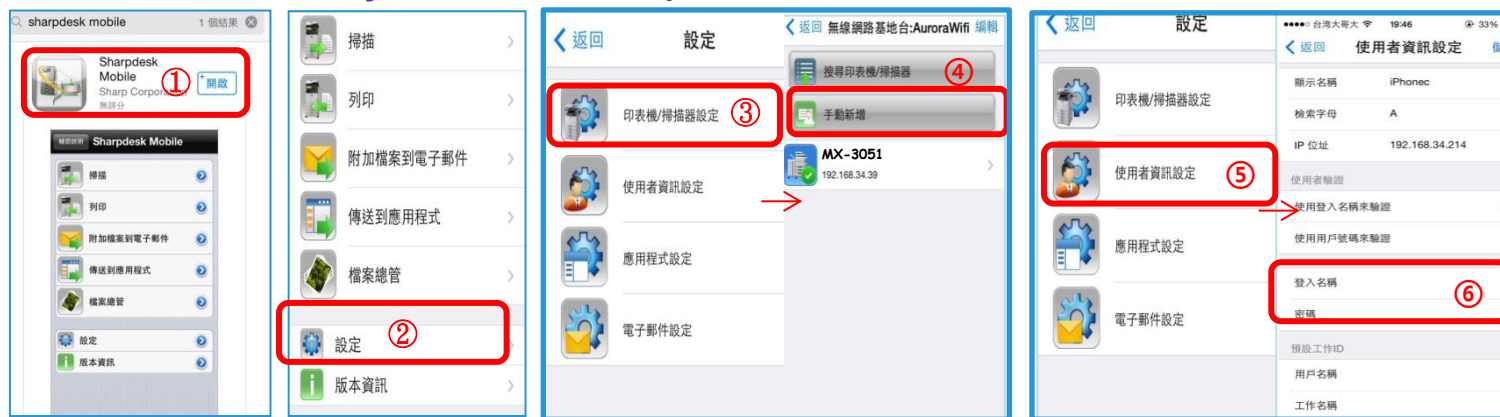 sharpdesk mobile
1 個結果
Sharpdesk
Mobile
Sharp Corporation
無評分
①
開啟
輔助說明
Sharpdesk Mobile
掃描
列印
附加檔案到電子郵件
傳送到應用程式
檔案總管
設定
版本資訊
掃描
列印
附加檔案到電子郵件
傳送到應用程式
檔案總管
設定
②
版本資訊
返回
設定
印表機/掃描器設定
③
使用者資訊設定
應用程式設定
電子郵件設定
返回 無線網路基地台:AuroraWifi 編輯
搜尋印表機/掃描器
④
手動新增
MX-3051
192.168.34.39
返回
設定
印表機/掃描器設定
使用者資訊設定
⑤
應用程式設定
電子郵件設定
台湾大哥大
19:46
33%
返回
使用者資訊設定
顯示名稱
iPhonec
檢索字母
A
IP 位址
192.168.34.214
使用者驗證
使用登入名稱來驗證
使用用戶號碼來驗證
登入名稱
⑥
密碼
預設工作ID
用戶名稱
工作名稱